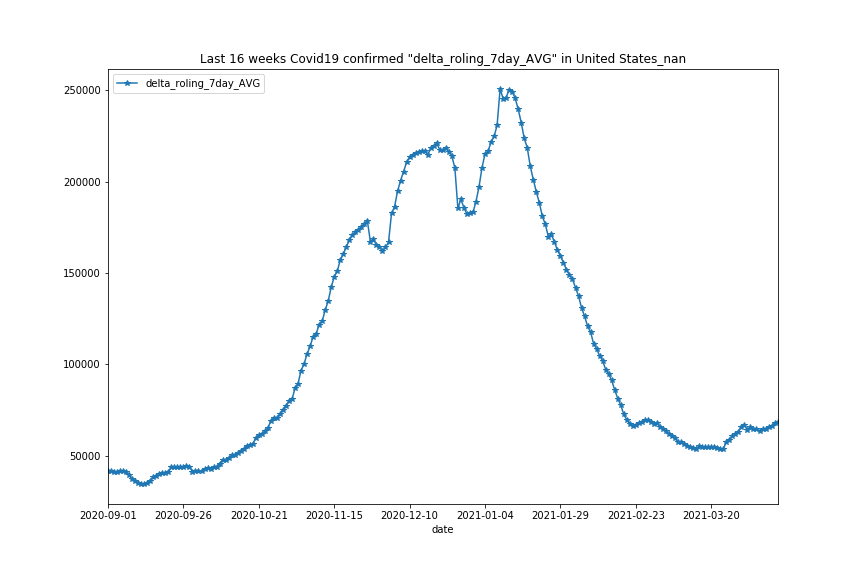 Last 16 weeks Covid19 confirmed "delta_roling_7day_AVG" in United States_nan
delta_roling_7day_AVG
250000
200000
150000
100000
50000
2020-09-01 2020-09-26 2020-10-21 2020-11-15 2020-12-10 2021-01-04 2021-01-29 2021-02-23 2021-03-20
date